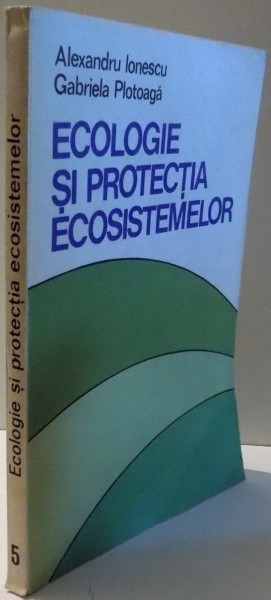 Alexandru Ionescu
Gabriela Plotoagă
ECOLOGIE
ȘI PROTECȚIA
ECOSISTEMELOR
Ecologie și protecția ecosistemelor
5